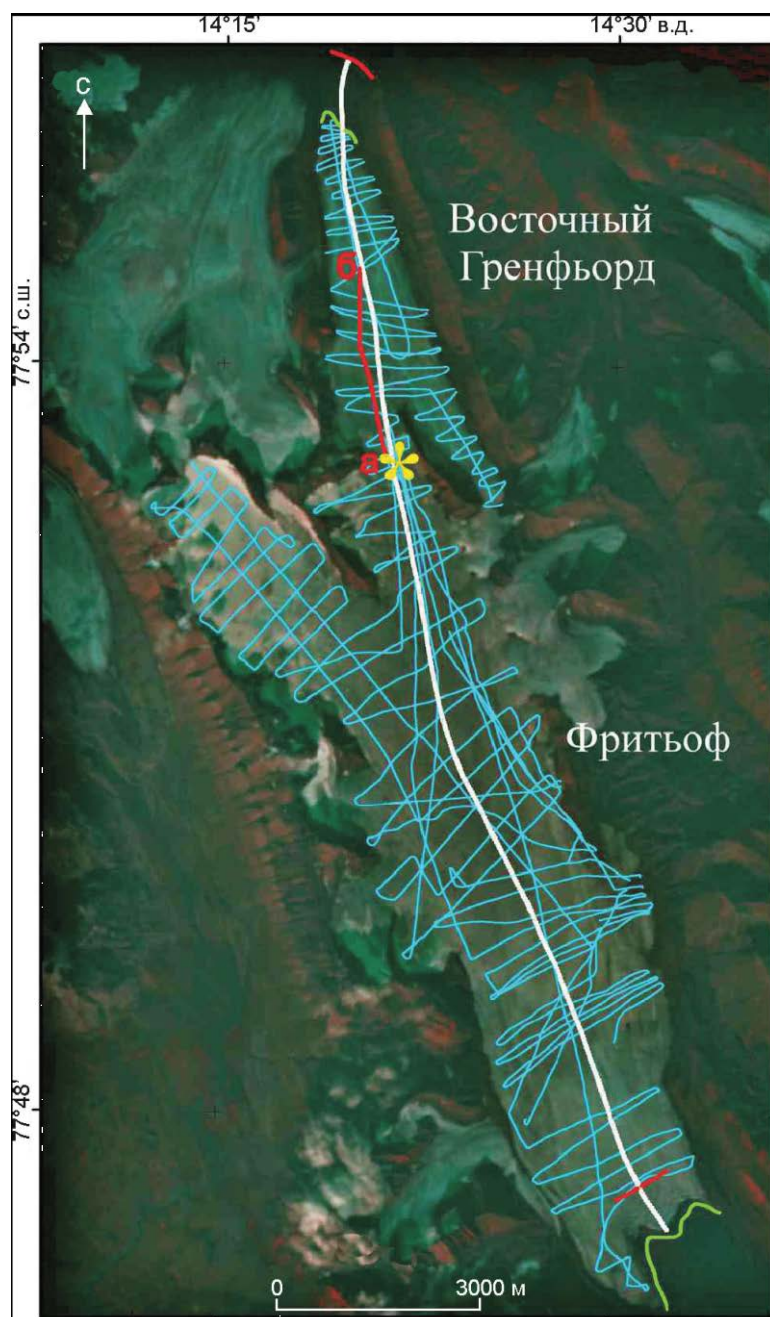 14°15'
14°30' в.д.
с
Восточный
Гренфьорд
б
77°54' с.ш.
а
Фритьоф
77°48'
0
3000 м